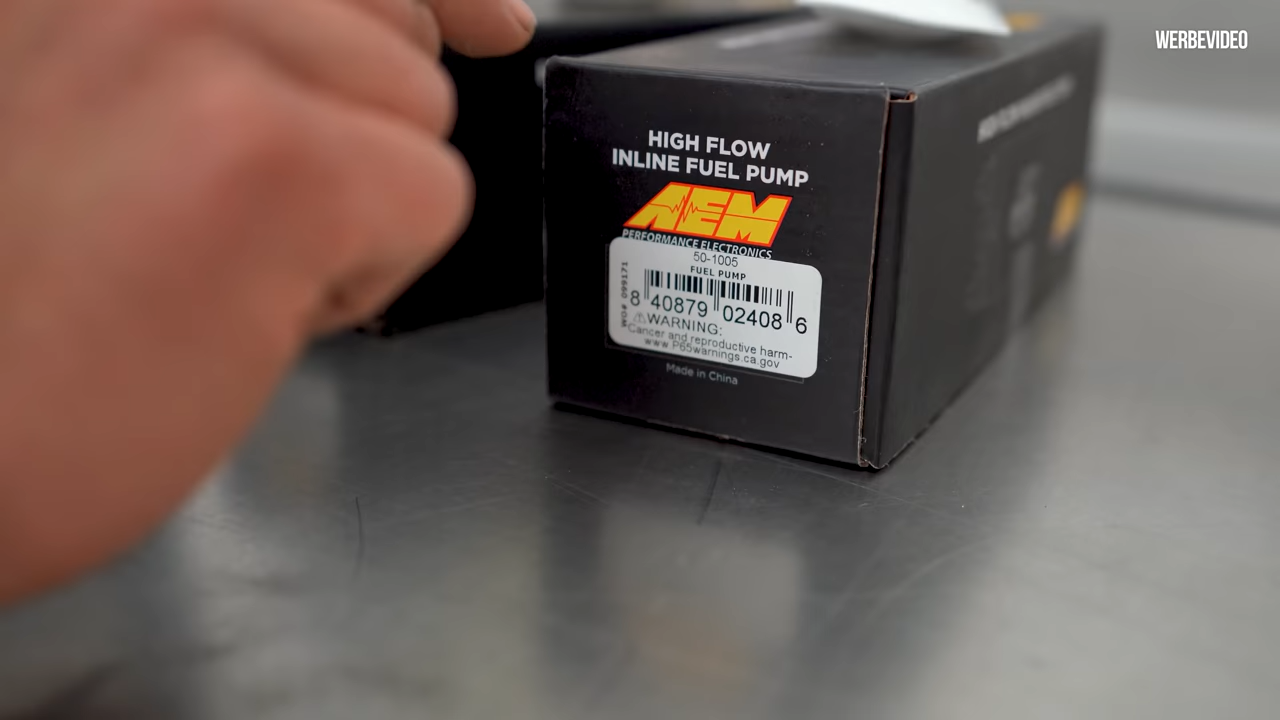 WERBEVIDEO
HIGH FLOW
INLINE FUEL PUMP
AEM
PERFORMANCE ELECTRONICS
50-1005
FUEL PUMP
WO# 099171
8 40879 02408 6
⚠WARNING:
Cancer and reproductive harm-
www.P65warnings.ca.gov
Made in China